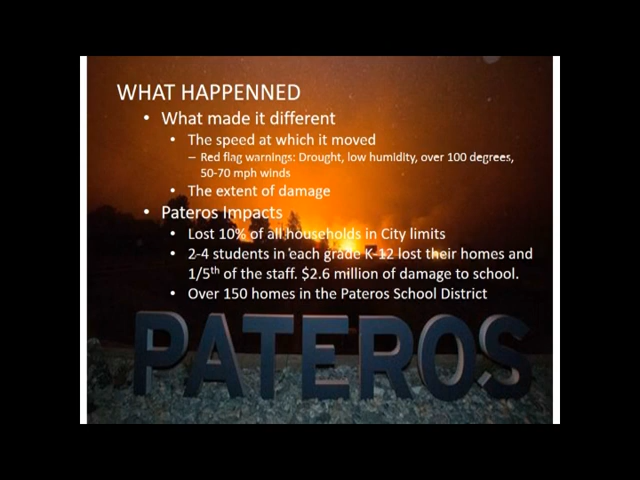 WHAT HAPPENNED
• What made it different
• The speed at which it moved
– Red flag warnings: Drought, low humidity, over 100 degrees,
50-70 mph winds
• The extent of damage
• Pateros Impacts
• Lost 10% of all households in City limits
• 2-4 students in each grade K-12 lost their homes and
1/5th of the staff. $2.6 million of damage to school.
• Over 150 homes in the Pateros School District
PATEROS